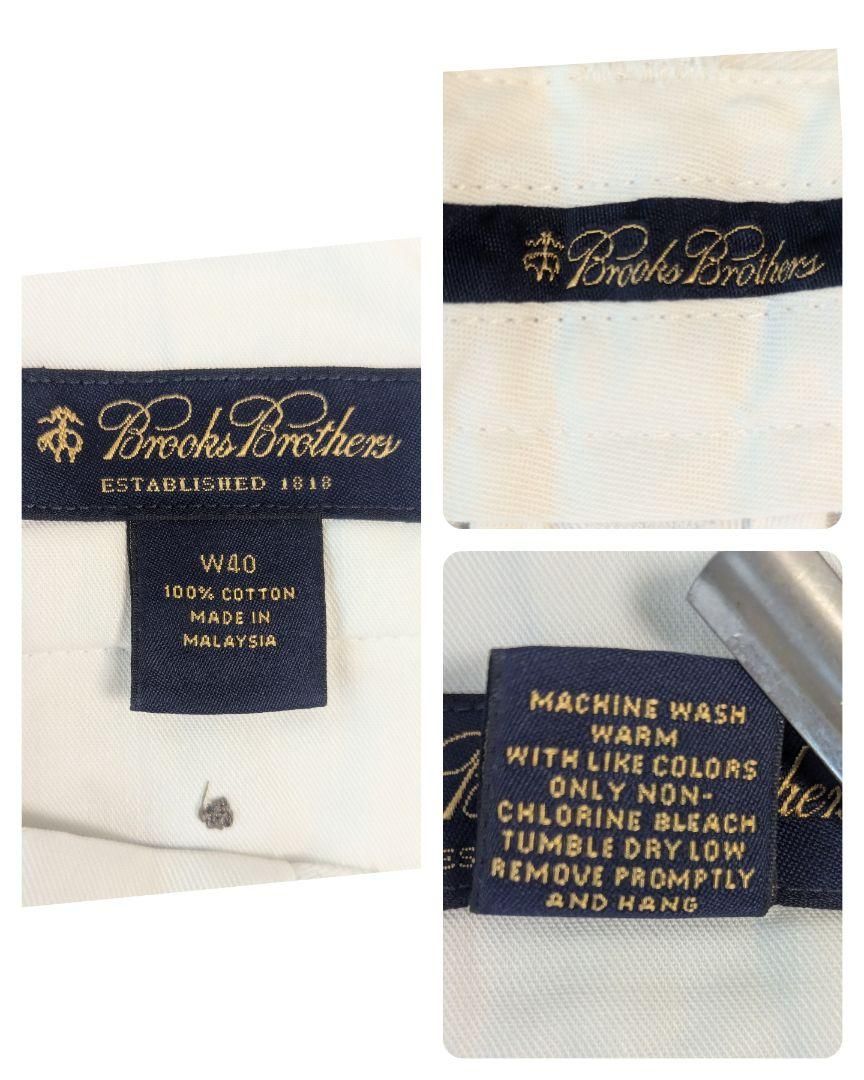 Brooks Brothers
ESTABLISHED 1818
W40
100% COTTON
MADE IN
MALAYSIA
Brooks Brothers
MACHINE WASH
WARM
WITH LIKE COLORS
ONLY NON-
CHLORINE BLEACH
TUMBLE DRY LOW
REMOVE PROMPTLY
AND HANG